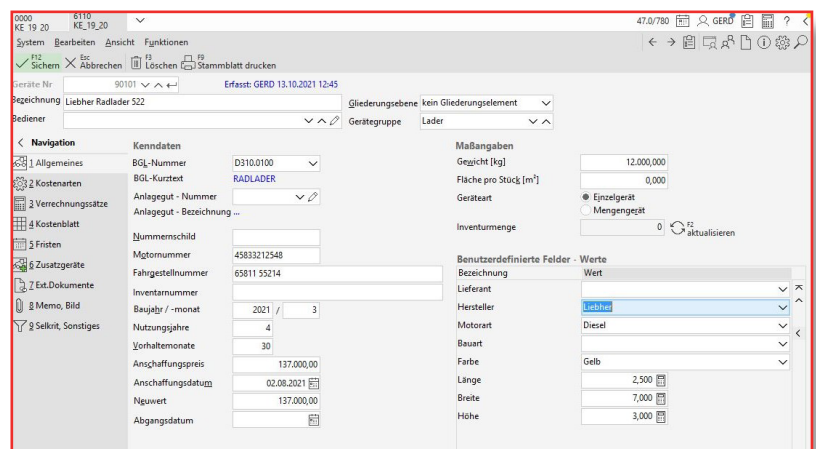 0000 6110 47.0/780 GERD ?
KE 19 20 KE_19_20
System Bearbeiten Ansicht Funktionen
F12 Sichern Esc Abbrechen F3 Löschen F9 Stammblatt drucken
Geräte Nr 90101 Erfasst: GERD 13.10.2021 12:45
Bezeichnung Liebher Radlader 522 Gliederungsebene kein Gliederungselement
Bediener Gerätegruppe Lader
Navigation
1 Allgemeines
2 Kostenarten
3 Verrechnungssätze
4 Kostenblatt
5 Fristen
6 Zusatzgeräte
7 Ext.Dokumente
8 Memo, Bild
9 Selkrit, Sonstiges
Kenndaten
BGL-Nummer D310.0100
BGL-Kurztext RADLADER
Anlagegut - Nummer
Anlagegut - Bezeichnung ...
Nummernschild
Motornummer 45833212548
Fahrgestellnummer 65811 55214
Inventarnummer
Baujahr / -monat 2021 / 3
Nutzungsjahre 4
Vorhaltemonate 30
Anschaffungspreis 137.000,00
Anschaffungsdatum 02.08.2021
Neuwert 137.000,00
Abgangsdatum
Maßangaben
Gewicht [kg] 12.000,000
Fläche pro Stück [m²] 0,000
Geräteart Einzelgerät
Mengengerät
Inventurmenge 0 F2 aktualisieren
Benutzerdefinierte Felder - Werte
Bezeichnung Wert
Lieferant
Hersteller Liebher
Motorart Diesel
Bauart
Farbe Gelb
Länge 2,500
Breite 7,000
Höhe 3,000